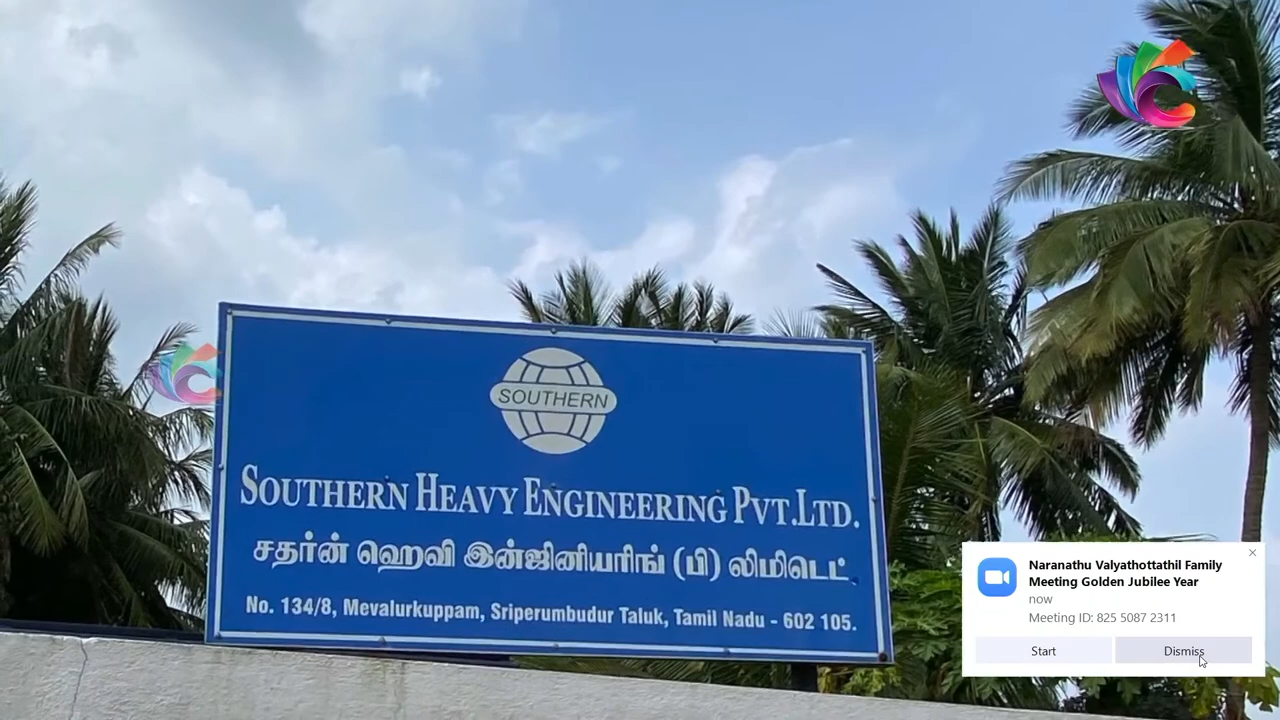 SOUTHERN
SOUTHERN HEAVY ENGINEERING PVT.LTD.
சதர்ன் ஹெவி இன்ஜினியரிங் (பி) லிமிடெட்.
No. 134/8, Mevalurkuppam, Sriperumbudur Taluk, Tamil Nadu - 602 105.
Naranathu Valyathottathil Family
Meeting Golden Jubilee Year
now
Meeting ID: 825 5087 2311
Start Dismiss